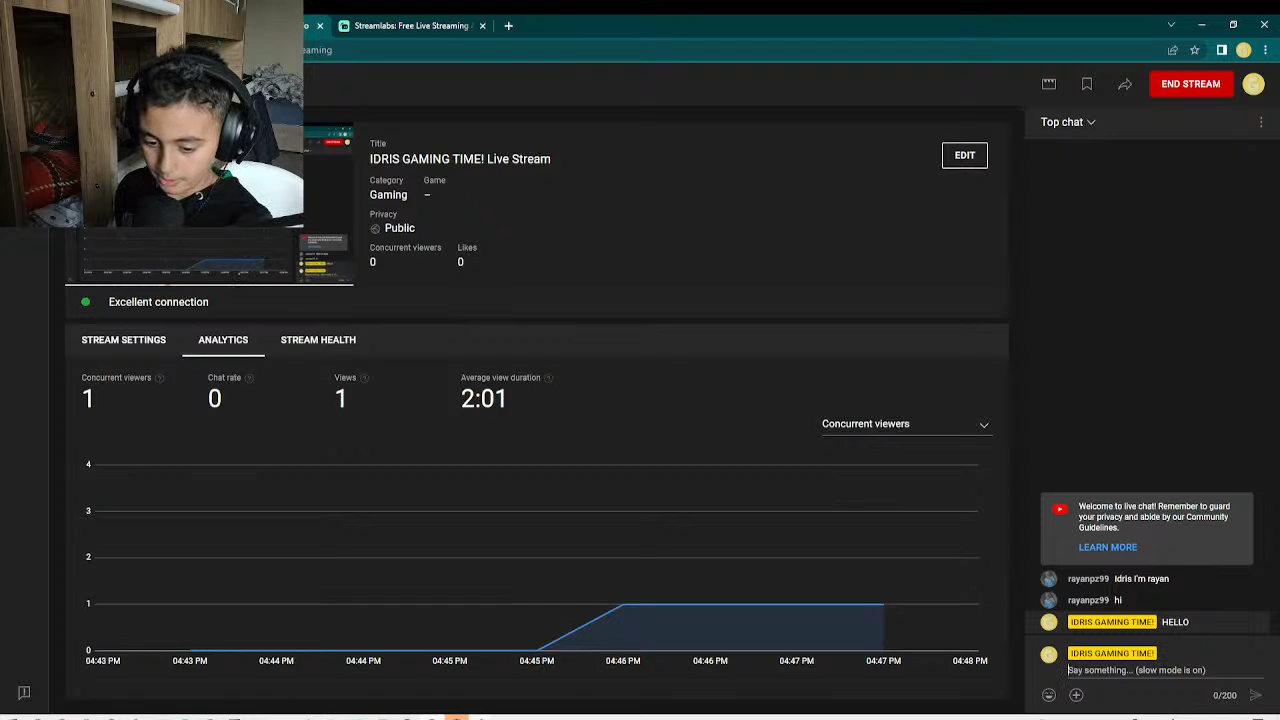 Streamlabs: Free Live Streaming
eaming
END STREAM
Top chat
Title
IDRIS GAMING TIME! Live Stream
EDIT
Category Game
Gaming –
Privacy
Public
Concurrent viewers Likes
0 0
Excellent connection
STREAM SETTINGS ANALYTICS STREAM HEALTH
Concurrent viewers Chat rate Views Average view duration
1 0 1 2:01
Concurrent viewers
4
3
2
1
0
04:43 PM 04:43 PM 04:44 PM 04:44 PM 04:45 PM 04:46 PM 04:46 PM 04:47 PM 04:47 PM 04:48 PM
Welcome to live chat! Remember to guard
your privacy and abide by our Community
Guidelines.
LEARN MORE
rayanpz99 Idris I'm rayan
rayanpz99 hi
IDRIS GAMING TIME! HELLO
IDRIS GAMING TIME!
Say something... (slow mode is on)
0/200